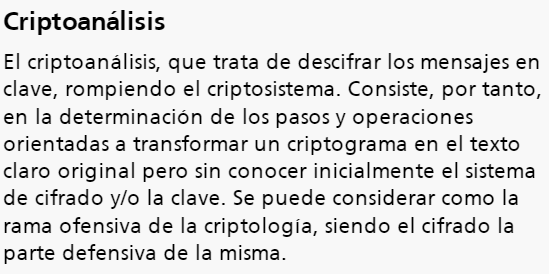 Criptoanálisis
El criptoanálisis, que trata de descifrar los mensajes en
clave, rompiendo el criptosistema. Consiste, por tanto,
en la determinación de los pasos y operaciones
orientadas a transformar un criptograma en el texto
claro original pero sin conocer inicialmente el sistema
de cifrado y/o la clave. Se puede considerar como la
rama ofensiva de la criptología, siendo el cifrado la
parte defensiva de la misma.